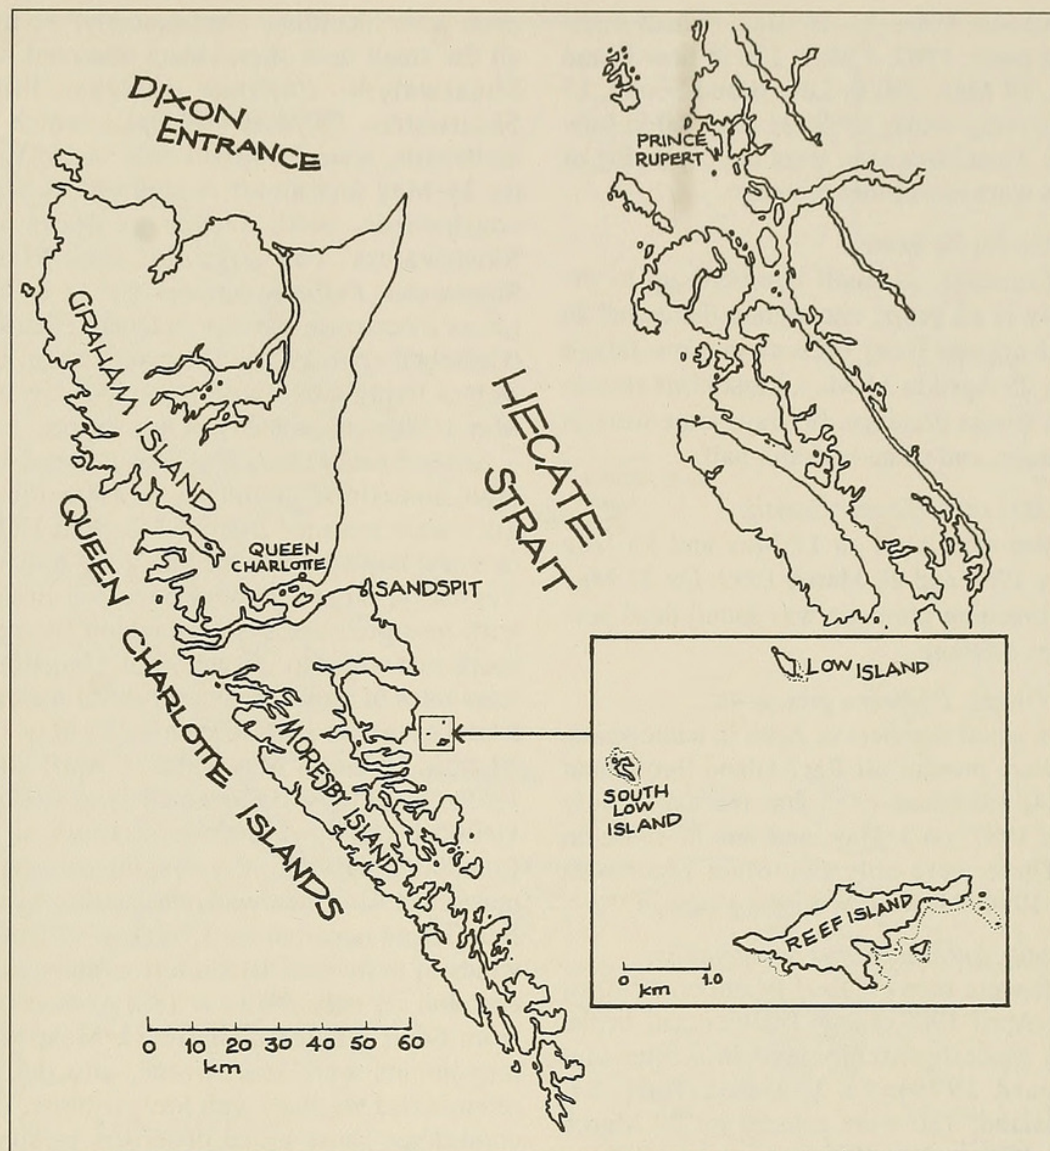 DIXON
ENTRANCE
PRINCE
RUPERT
GRAHAM ISLAND
HECATE
STRAIT
QUEEN
CHARLOTTE
SANDSPIT
QUEEN CHARLOTTE ISLANDS
MORESBY ISLAND
LOW ISLAND
SOUTH
LOW
ISLAND
REEF ISLAND
0 1.0
km
0 10 20 30 40 50 60
km